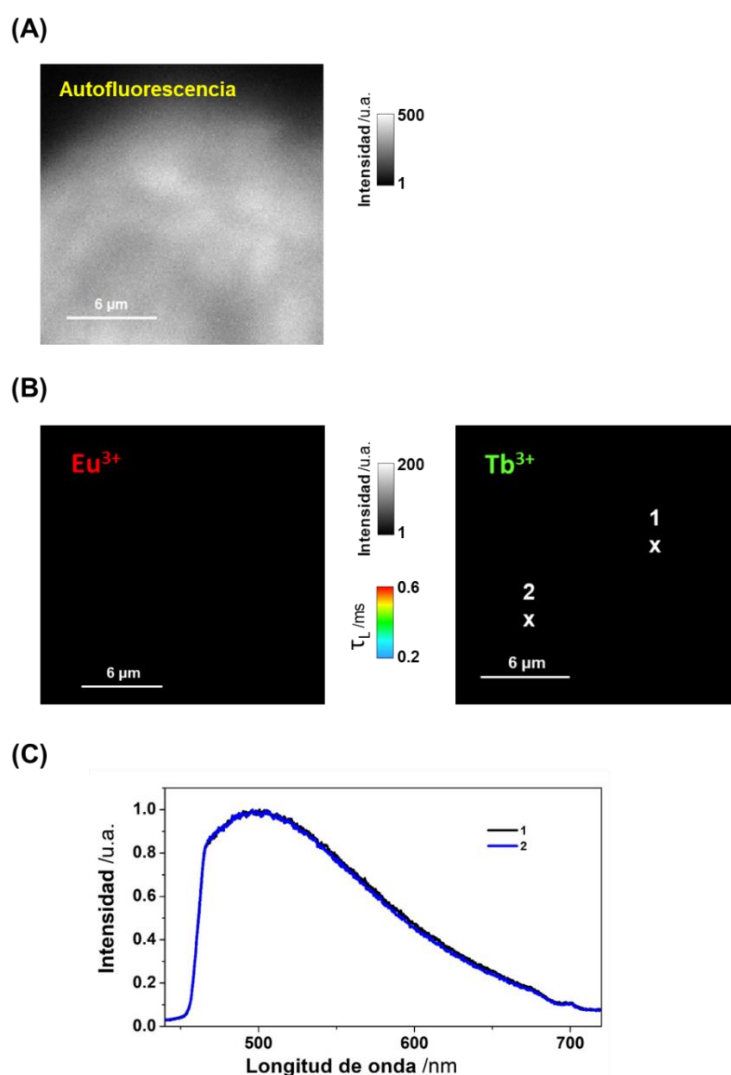 (A)
Autofluorescencia
6 µm
Intensidad /u.a.
500
1
(B)
Eu³⁺
6 µm
Intensidad /u.a.
200
1
τL /ms
0.6
0.2
Tb³⁺
1
x
2
x
6 µm
(C)
Intensidad /u.a.
1.0
0.8
0.6
0.4
0.2
0.0
1
2
500
600
700
Longitud de onda /nm